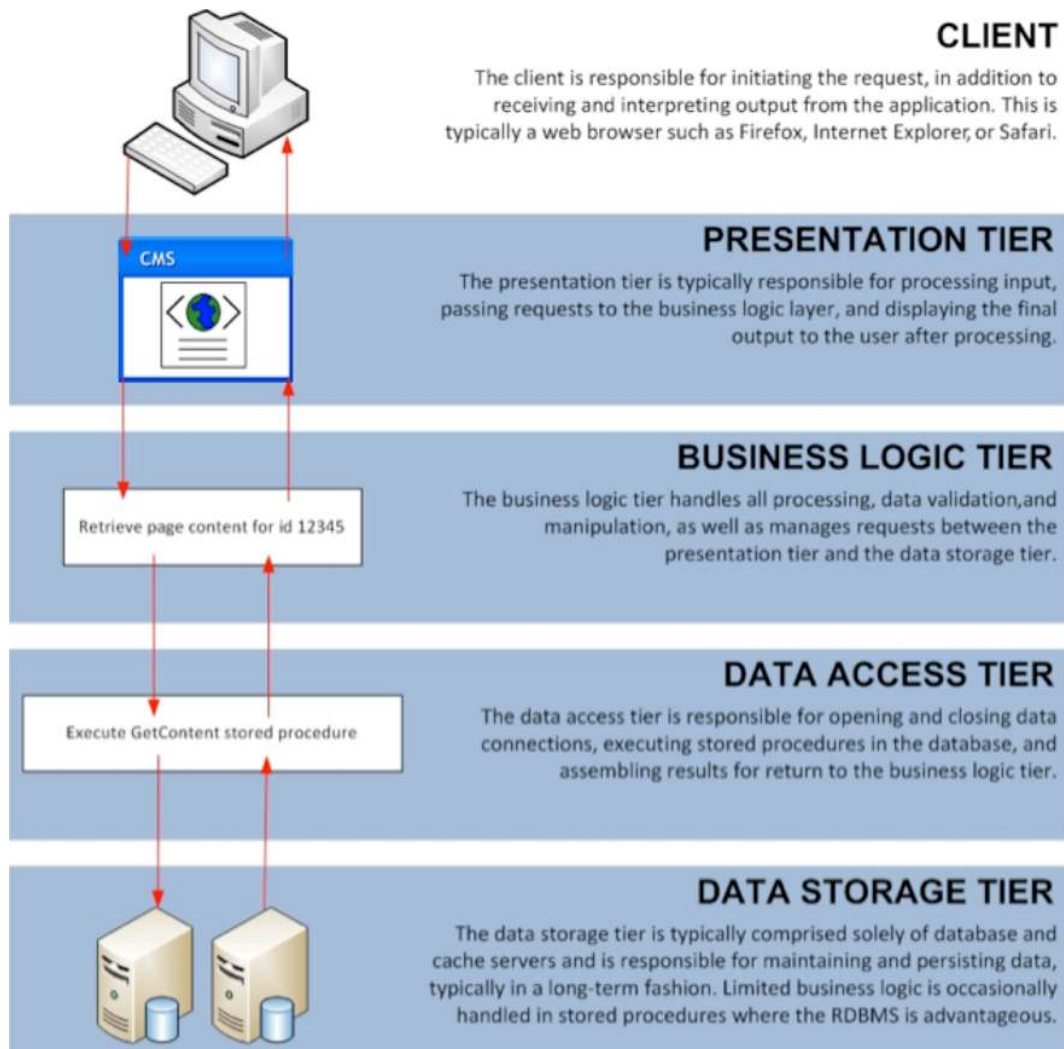 CLIENT
The client is responsible for initiating the request, in addition to
receiving and interpreting output from the application. This is
typically a web browser such as Firefox, Internet Explorer, or Safari.
PRESENTATION TIER
CMS
The presentation tier is typically responsible for processing input,
passing requests to the business logic layer, and displaying the final
output to the user after processing.
BUSINESS LOGIC TIER
The business logic tier handles all processing, data validation,and
manipulation, as well as manages requests between the
presentation tier and the data storage tier.
Retrieve page content for id 12345
DATA ACCESS TIER
The data access tier is responsible for opening and closing data
connections, executing stored procedures in the database, and
assembling results for return to the business logic tier.
Execute GetContent stored procedure
DATA STORAGE TIER
The data storage tier is typically comprised solely of database and
cache servers and is responsible for maintaining and persisting data,
typically in a long-term fashion. Limited business logic is occasionally
handled in stored procedures where the RDBMS is advantageous.